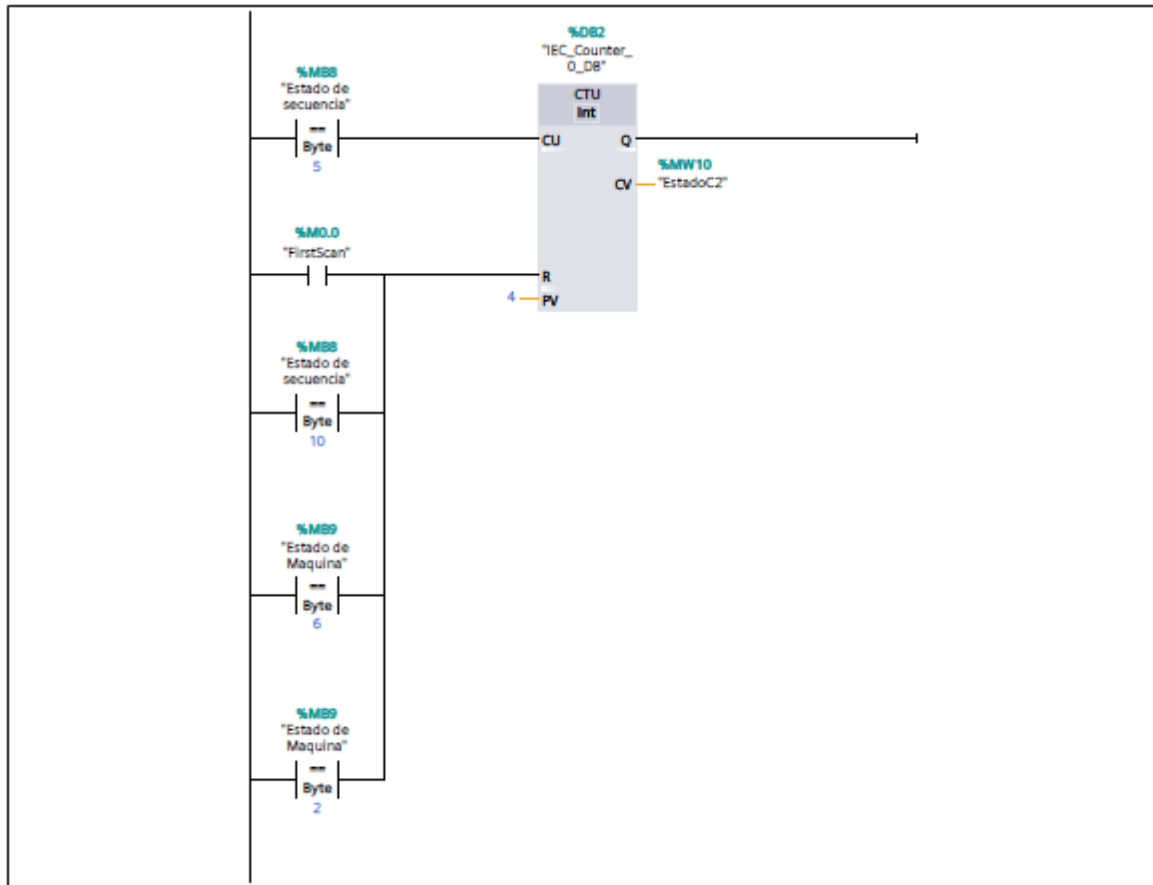 %DB2
"IEC_Counter_
0_DB"
%MB8
"Estado de
secuencia"
CTU
Int
==
Byte
5
CU
Q
%MW10
CV
"EstadoC2"
%M0.0
"FirstScan"
R
4
PV
%MB8
"Estado de
secuencia"
==
Byte
10
%MB9
"Estado de
Maquina"
==
Byte
6
%MB9
"Estado de
Maquina"
==
Byte
2